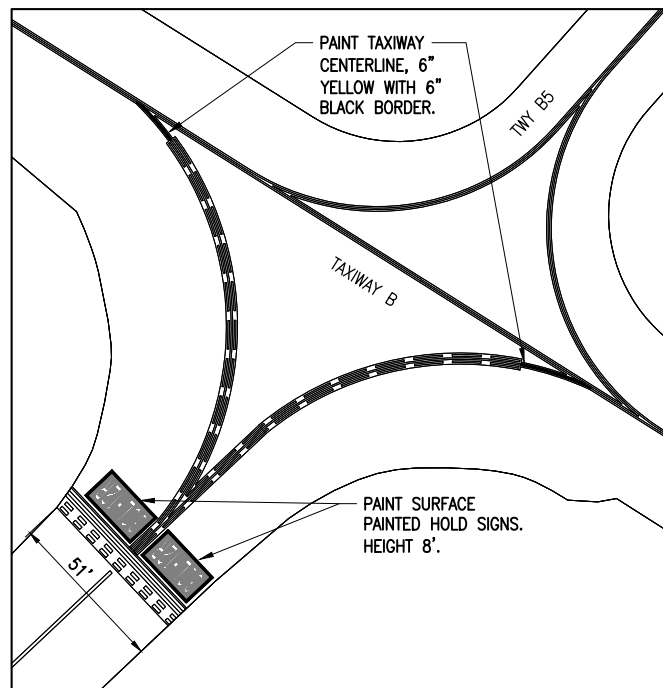 PAINT TAXIWAY
CENTERLINE, 6"
YELLOW WITH 6"
BLACK BORDER.
TWY B5
TAXIWAY B
PAINT SURFACE
PAINTED HOLD SIGNS.
HEIGHT 8'.
51'